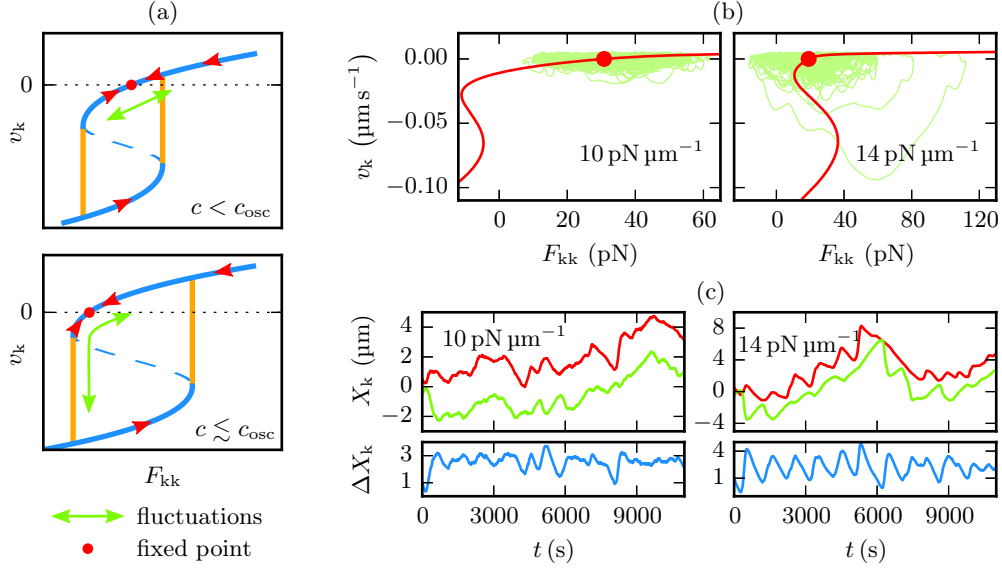 (a)
0
v_k
c < c_osc
0
v_k
c ≲ c_osc
F_kk
fluctuations
fixed point
(b)
0.00
−0.05
−0.10
v_k (µm s⁻¹)
10 pN µm⁻¹
0 20 40 60
F_kk (pN)
14 pN µm⁻¹
0 40 80 120
F_kk (pN)
(c)
4
2
0
−2
X_k (µm)
10 pN µm⁻¹
3
1
ΔX_k
0 3000 6000 9000
t (s)
8
4
0
−4
14 pN µm⁻¹
4
1
0 3000 6000 9000
t (s)